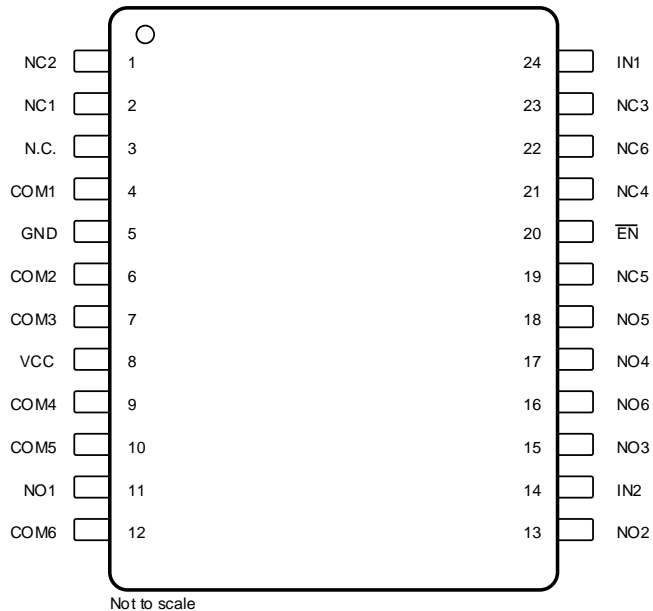 NC2 1 24 IN1
NC1 2 23 NC3
N.C. 3 22 NC6
COM1 4 21 NC4
GND 5 20 E̅N̅
COM2 6 19 NC5
COM3 7 18 NO5
VCC 8 17 NO4
COM4 9 16 NO6
COM5 10 15 NO3
NO1 11 14 IN2
COM6 12 13 NO2
Not to scale